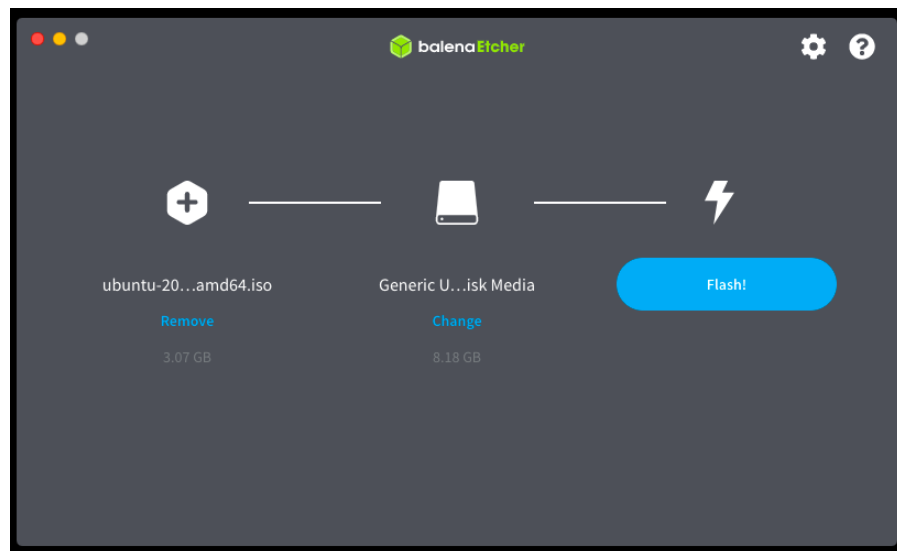 balenaEtcher
ubuntu-20...amd64.iso
Generic U...isk Media
Flash!
Remove
Change
3.07 GB
8.18 GB